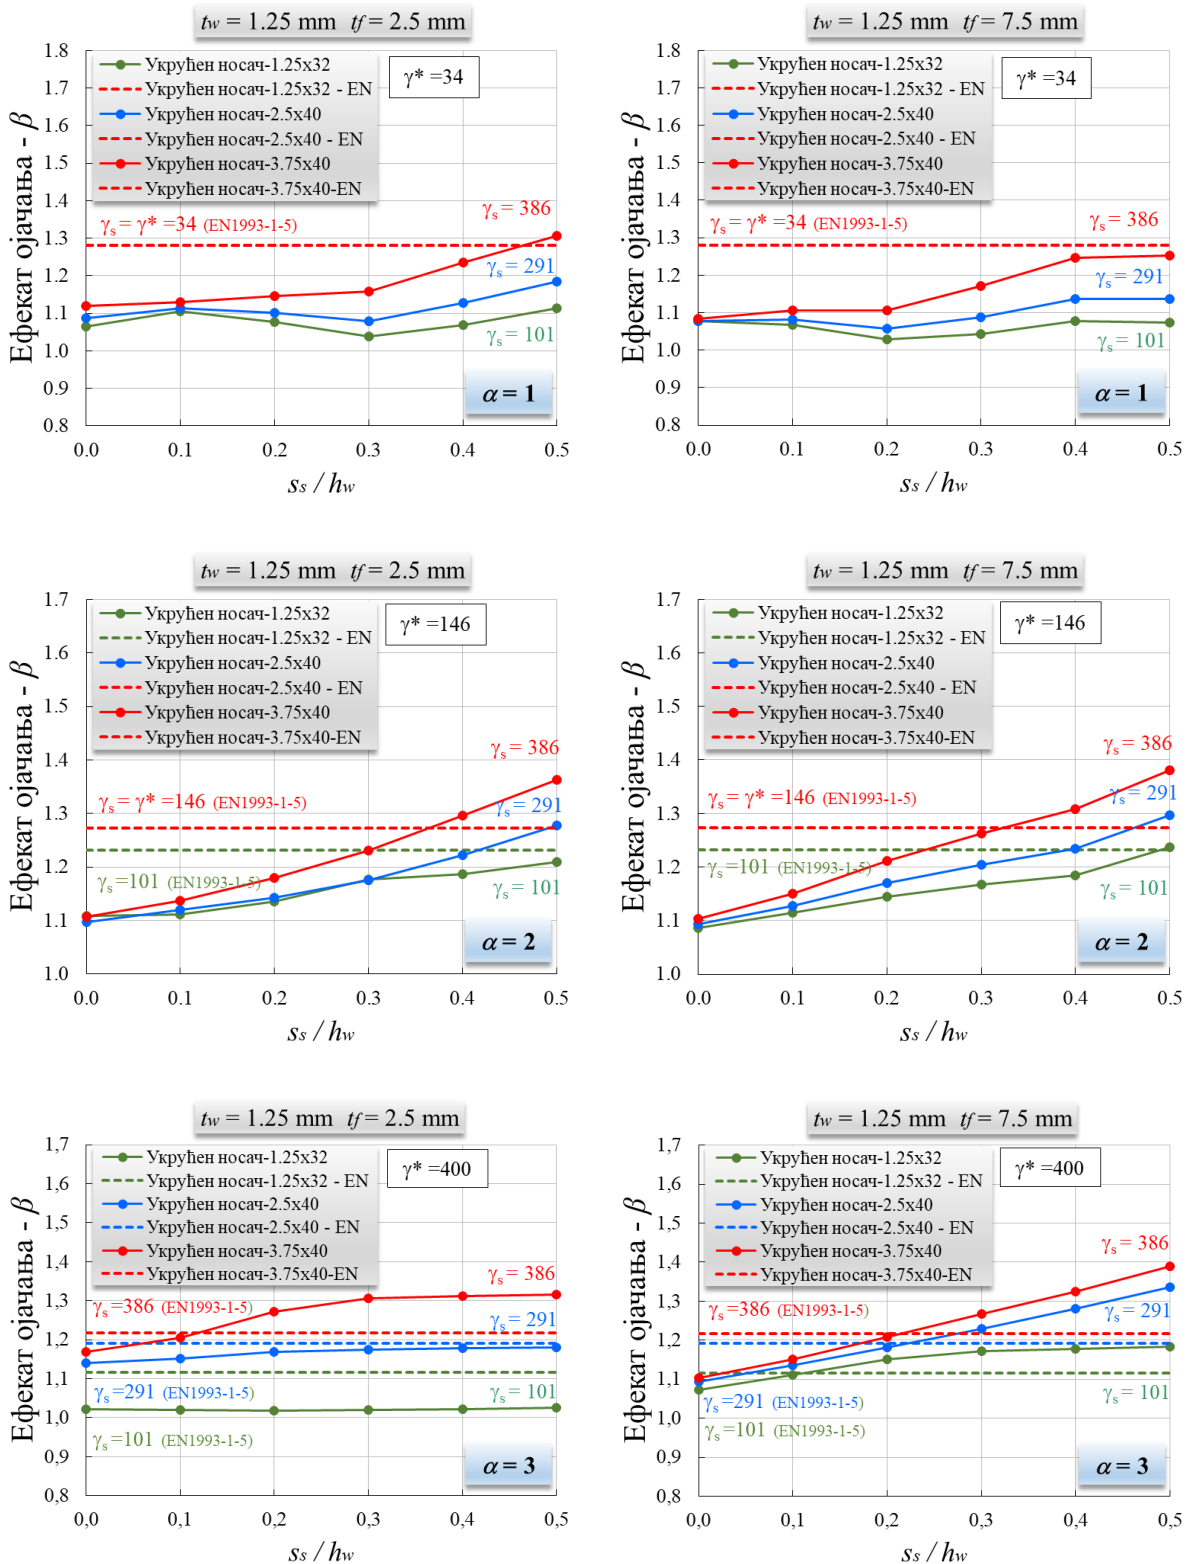 tw = 1.25 mm tf = 2.5 mm
Ефекат ојачања - β
1.8
1.7
1.6
1.5
1.4
1.3
1.2
1.1
1.0
0.9
0.8
Укрућен носач-1.25x32
Укрућен носач-1.25x32 - EN
Укрућен носач-2.5x40
Укрућен носач-2.5x40 - EN
Укрућен носач-3.75x40
Укрућен носач-3.75x40-EN
γ* =34
γs = γ* =34 (EN1993-1-5)
γs = 386
γs = 291
γs = 101
α = 1
0.0 0.1 0.2 0.3 0.4 0.5
ss / hw
tw = 1.25 mm tf = 7.5 mm
Ефекат ојачања - β
1.8
1.7
1.6
1.5
1.4
1.3
1.2
1.1
1.0
0.9
0.8
Укрућен носач-1.25x32
Укрућен носач-1.25x32 - EN
Укрућен носач-2.5x40
Укрућен носач-2.5x40 - EN
Укрућен носач-3.75x40
Укрућен носач-3.75x40-EN
γ* =34
γs = γ* =34 (EN1993-1-5)
γs = 386
γs = 291
γs = 101
α = 1
0.0 0.1 0.2 0.3 0.4 0.5
ss / hw
tw = 1.25 mm tf = 2.5 mm
Ефекат ојачања - β
1.7
1.6
1.5
1.4
1.3
1.2
1.1
1.0
Укрућен носач-1.25x32
Укрућен носач-1.25x32 - EN
Укрућен носач-2.5x40
Укрућен носач-2.5x40 - EN
Укрућен носач-3.75x40
Укрућен носач-3.75x40-EN
γ* =146
γs = 386
γs = γ* =146 (EN1993-1-5)
γs = 291
γs =101 (EN1993-1-5)
γs = 101
α = 2
0.0 0.1 0.2 0.3 0.4 0.5
ss / hw
tw = 1.25 mm tf = 7.5 mm
Ефекат ојачања - β
1.7
1.6
1.5
1.4
1.3
1.2
1.1
1.0
Укрућен носач-1.25x32
Укрућен носач-1.25x32 - EN
Укрућен носач-2.5x40
Укрућен носач-2.5x40 - EN
Укрућен носач-3.75x40
Укрућен носач-3.75x40-EN
γ* =146
γs = 386
γs = γ* =146 (EN1993-1-5)
γs = 291
γs =101 (EN1993-1-5)
γs = 101
α = 2
0.0 0.1 0.2 0.3 0.4 0.5
ss / hw
tw = 1.25 mm tf = 2.5 mm
Ефекат ојачања - β
1,7
1,6
1,5
1,4
1,3
1,2
1,1
1,0
0,9
0,8
Укрућен носач-1.25x32
Укрућен носач-1.25x32 - EN
Укрућен носач-2.5x40
Укрућен носач-2.5x40 - EN
Укрућен носач-3.75x40
Укрућен носач-3.75x40-EN
γ* =400
γs = 386
γs =386 (EN1993-1-5)
γs = 291
γs =291 (EN1993-1-5)
γs = 101
γs =101 (EN1993-1-5)
α = 3
0,0 0,1 0,2 0,3 0,4 0,5
ss / hw
tw = 1.25 mm tf = 7.5 mm
Ефекат ојачања - β
1,7
1,6
1,5
1,4
1,3
1,2
1,1
1,0
0,9
0,8
Укрућен носач-1.25x32
Укрућен носач-1.25x32 - EN
Укрућен носач-2.5x40
Укрућен носач-2.5x40 - EN
Укрућен носач-3.75x40
Укрућен носач-3.75x40-EN
γ* =400
γs = 386
γs =386 (EN1993-1-5)
γs = 291
γs =291 (EN1993-1-5)
γs = 101
γs =101 (EN1993-1-5)
α = 3
0,0 0,1 0,2 0,3 0,4 0,5
ss / hw